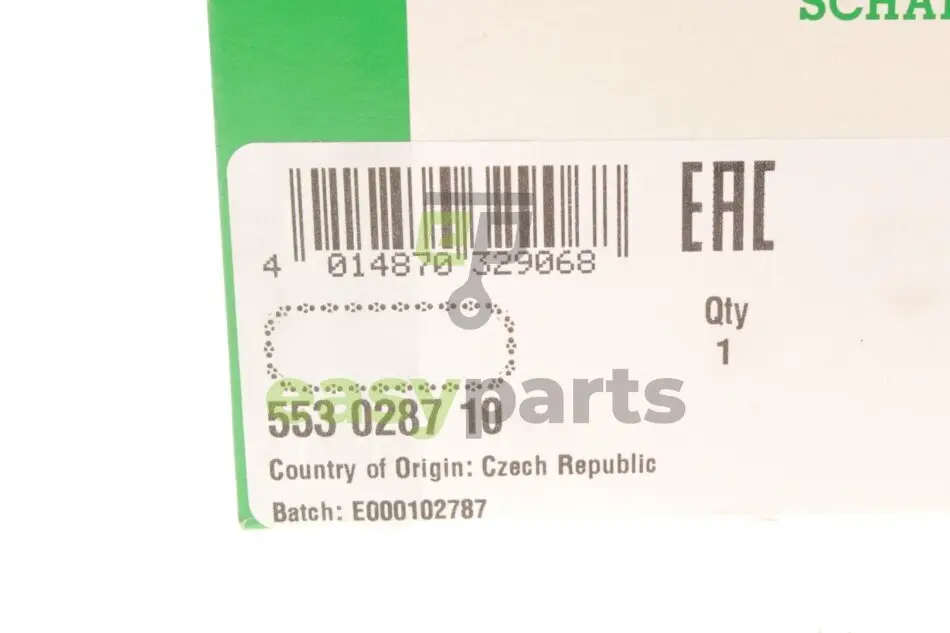 SCHAE
EAC
4 014870 329068
Qty
1
easyparts
553 0287 10
Country of Origin: Czech Republic
Batch: E000102787